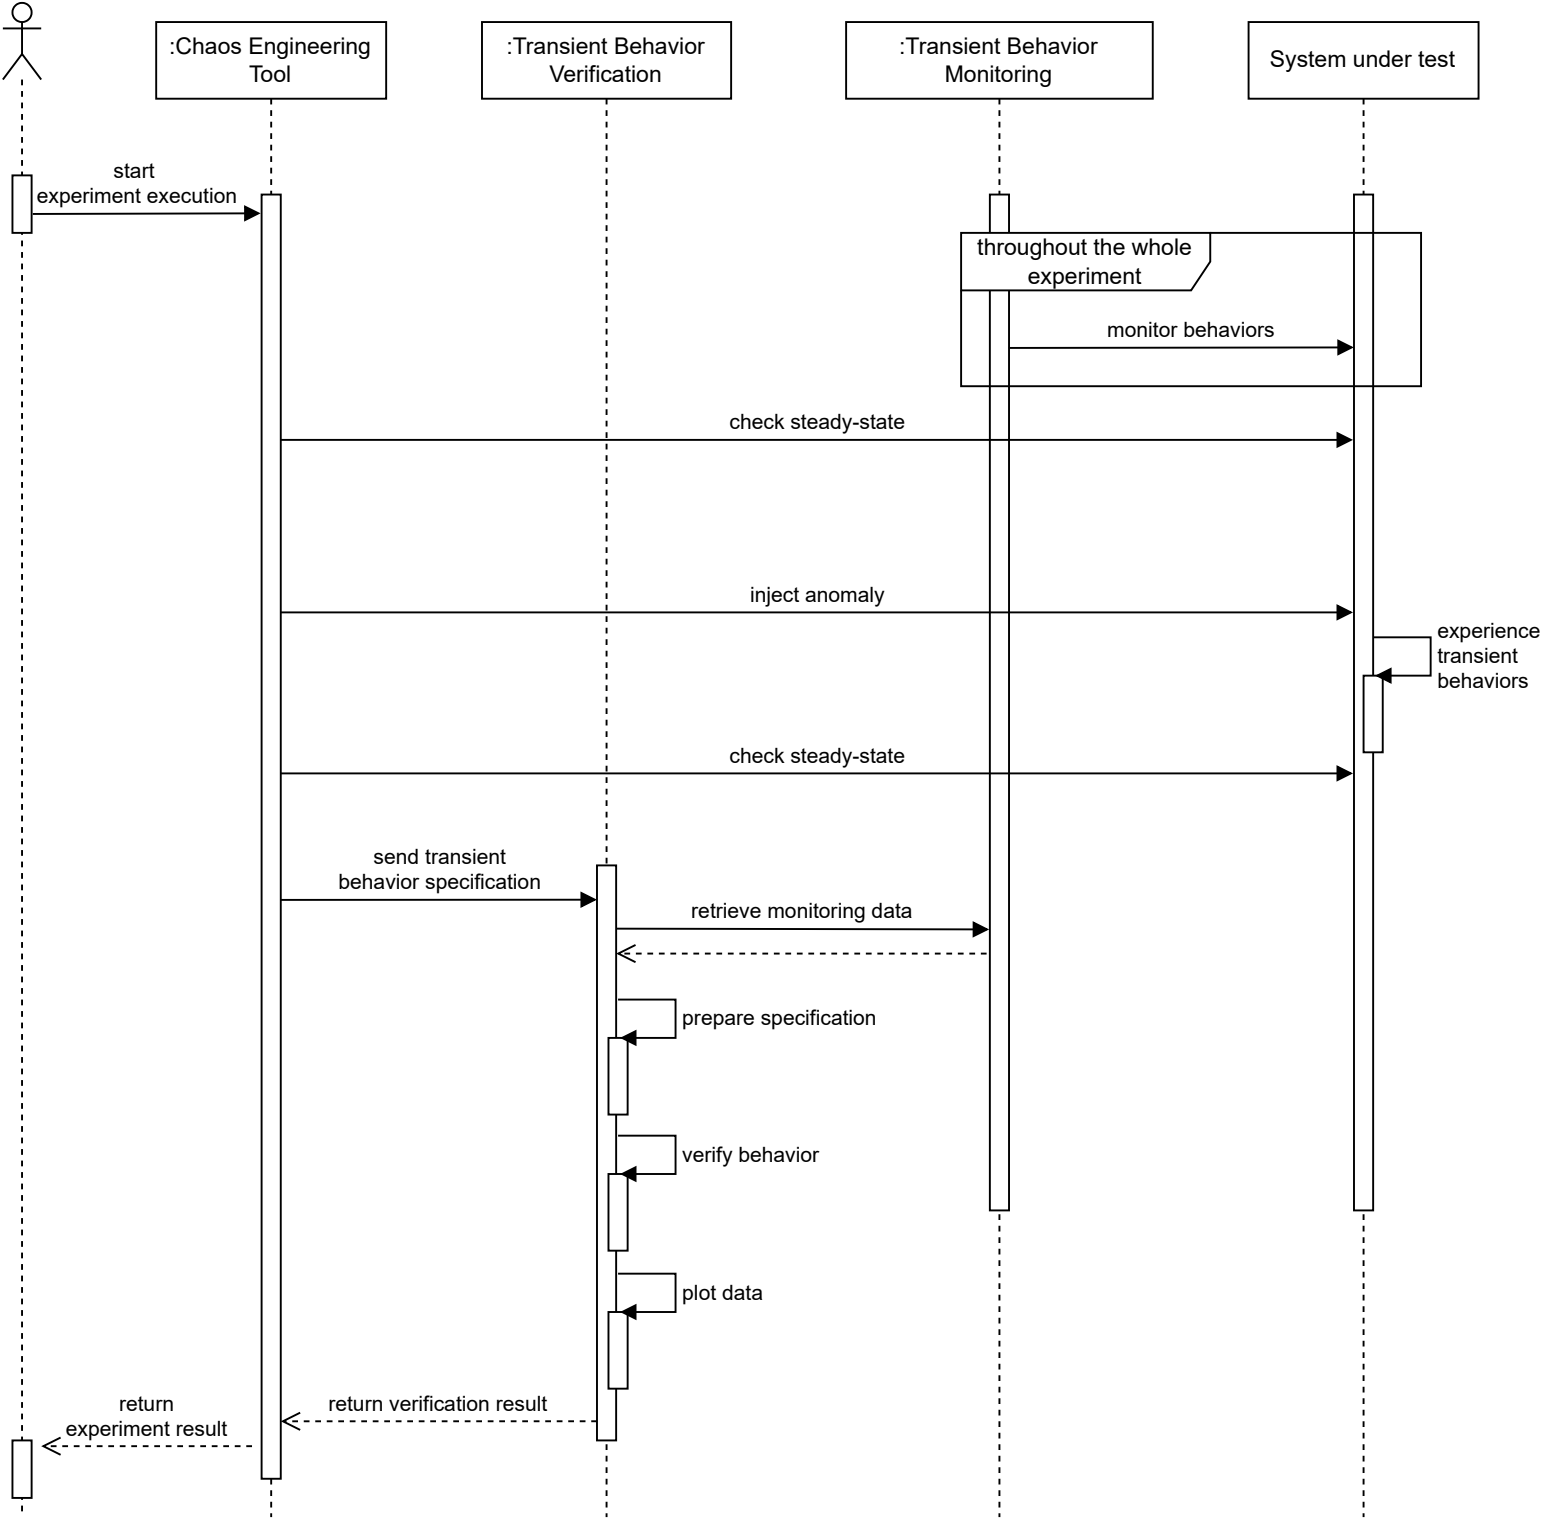 :Chaos Engineering
Tool
:Transient Behavior
Verification
:Transient Behavior
Monitoring
System under test
start
experiment execution
throughout the whole
experiment
monitor behaviors
check steady-state
inject anomaly
experience
transient
behaviors
check steady-state
send transient
behavior specification
retrieve monitoring data
prepare specification
verify behavior
plot data
return verification result
return
experiment result